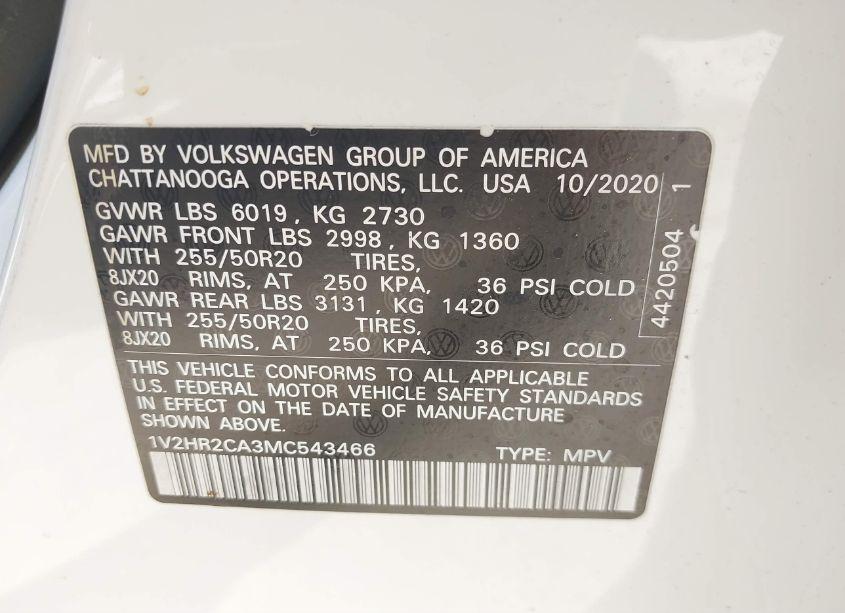 MFD BY VOLKSWAGEN GROUP OF AMERICA
CHATTANOOGA OPERATIONS, LLC. USA 10/2020
GVWR LBS 6019, KG 2730
GAWR FRONT LBS 2998, KG 1360
WITH 255/50R20 TIRES,
8JX20 RIMS, AT 250 KPA, 36 PSI COLD
GAWR REAR LBS 3131, KG 1420
WITH 255/50R20 TIRES,
8JX20 RIMS, AT 250 KPA, 36 PSI COLD
4420504 1
THIS VEHICLE CONFORMS TO ALL APPLICABLE
U.S. FEDERAL MOTOR VEHICLE SAFETY STANDARDS
IN EFFECT ON THE DATE OF MANUFACTURE
SHOWN ABOVE.
1V2HR2CA3MC543466 TYPE: MPV